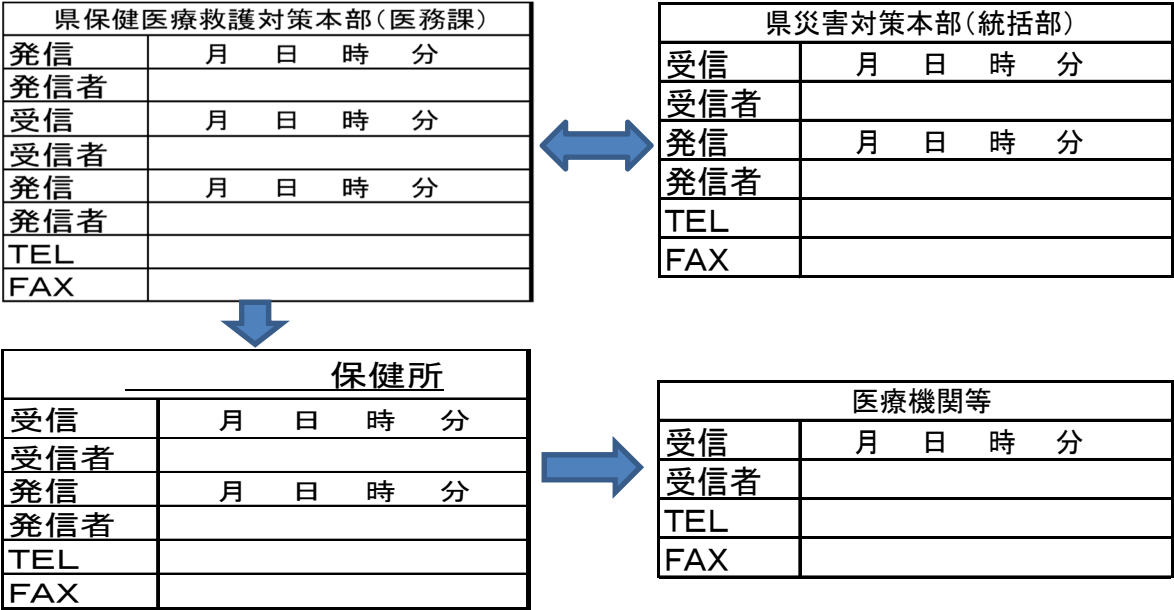 県保健医療救護対策本部（医務課）
発信 月 日 時 分
発信者
受信 月 日 時 分
受信者
発信 月 日 時 分
発信者
TEL
FAX
県災害対策本部（統括部）
受信 月 日 時 分
受信者
発信 月 日 時 分
発信者
TEL
FAX
保健所
受信 月 日 時 分
受信者
発信 月 日 時 分
発信者
TEL
FAX
医療機関等
受信 月 日 時 分
受信者
TEL
FAX